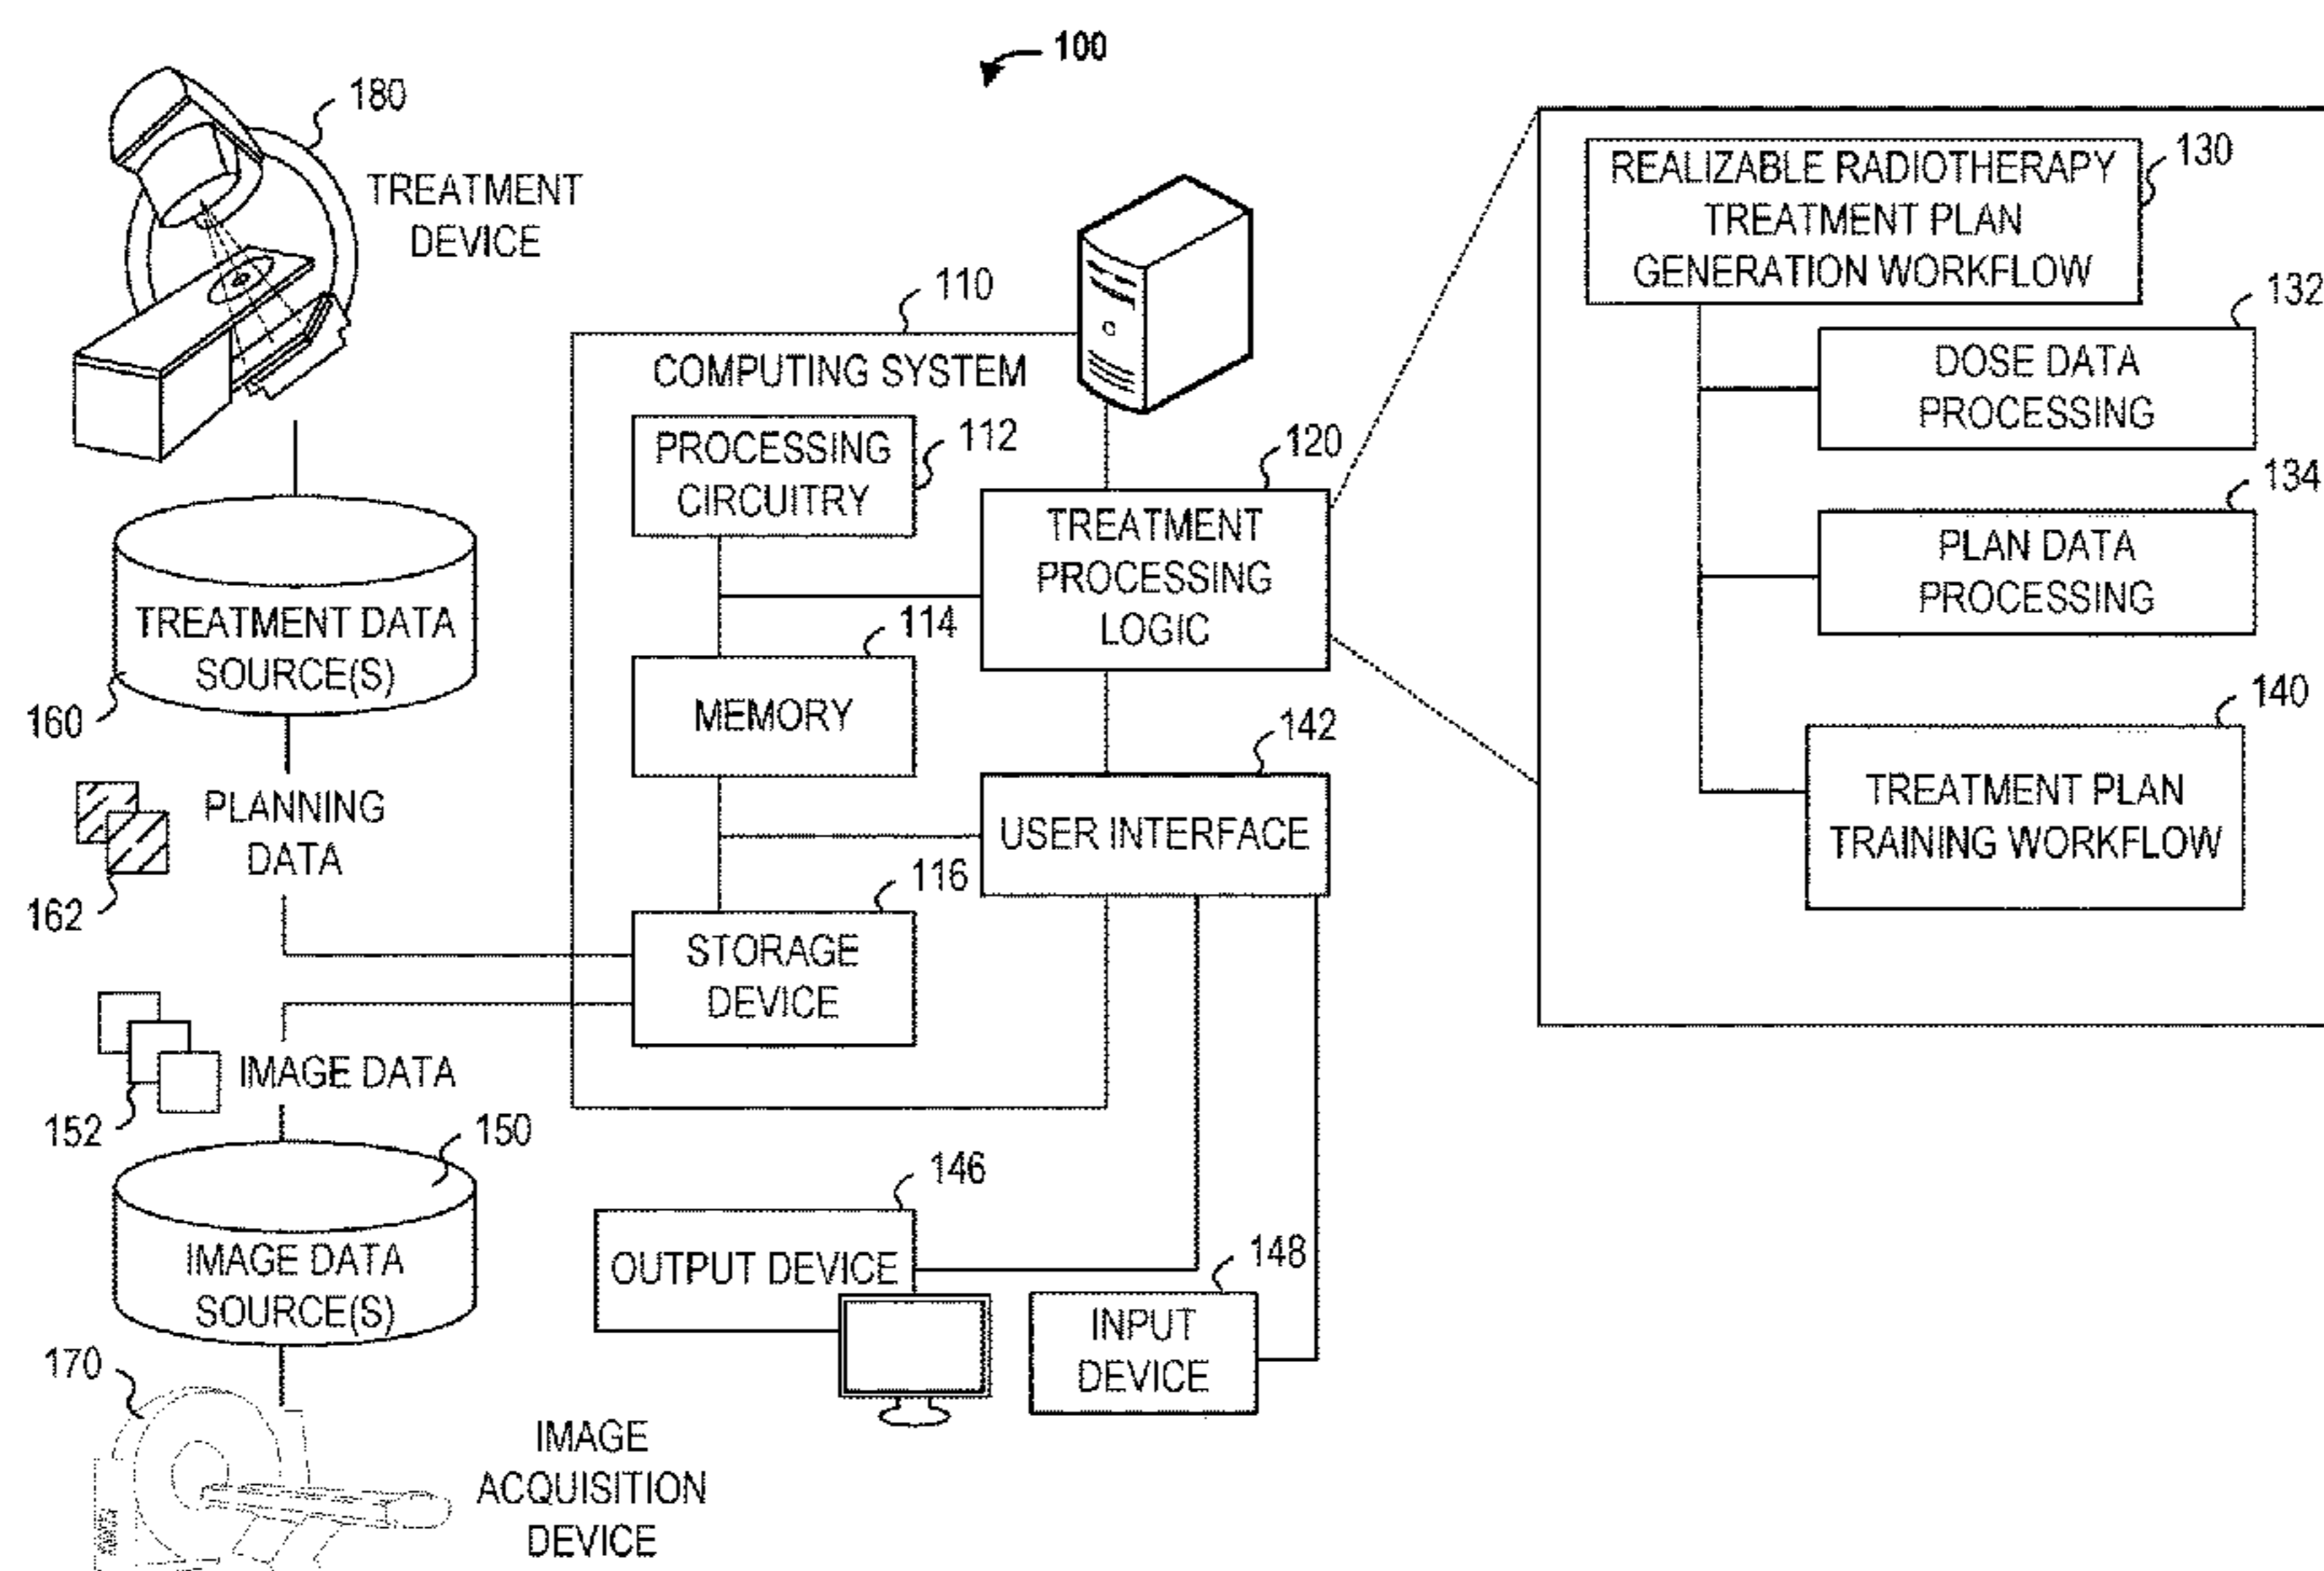 100
180
TREATMENT
DEVICE
110
COMPUTING SYSTEM
PROCESSING
CIRCUITRY
112
120
TREATMENT
PROCESSING
LOGIC
114
MEMORY
142
USER INTERFACE
116
STORAGE
DEVICE
TREATMENT DATA
SOURCE(S)
160
PLANNING
DATA
162
IMAGE DATA
152
150
IMAGE DATA
SOURCE(S)
170
IMAGE
ACQUISITION
DEVICE
146
OUTPUT DEVICE
148
INPUT
DEVICE
REALIZABLE RADIOTHERAPY
TREATMENT PLAN
GENERATION WORKFLOW
130
132
DOSE DATA
PROCESSING
134
PLAN DATA
PROCESSING
140
TREATMENT PLAN
TRAINING WORKFLOW